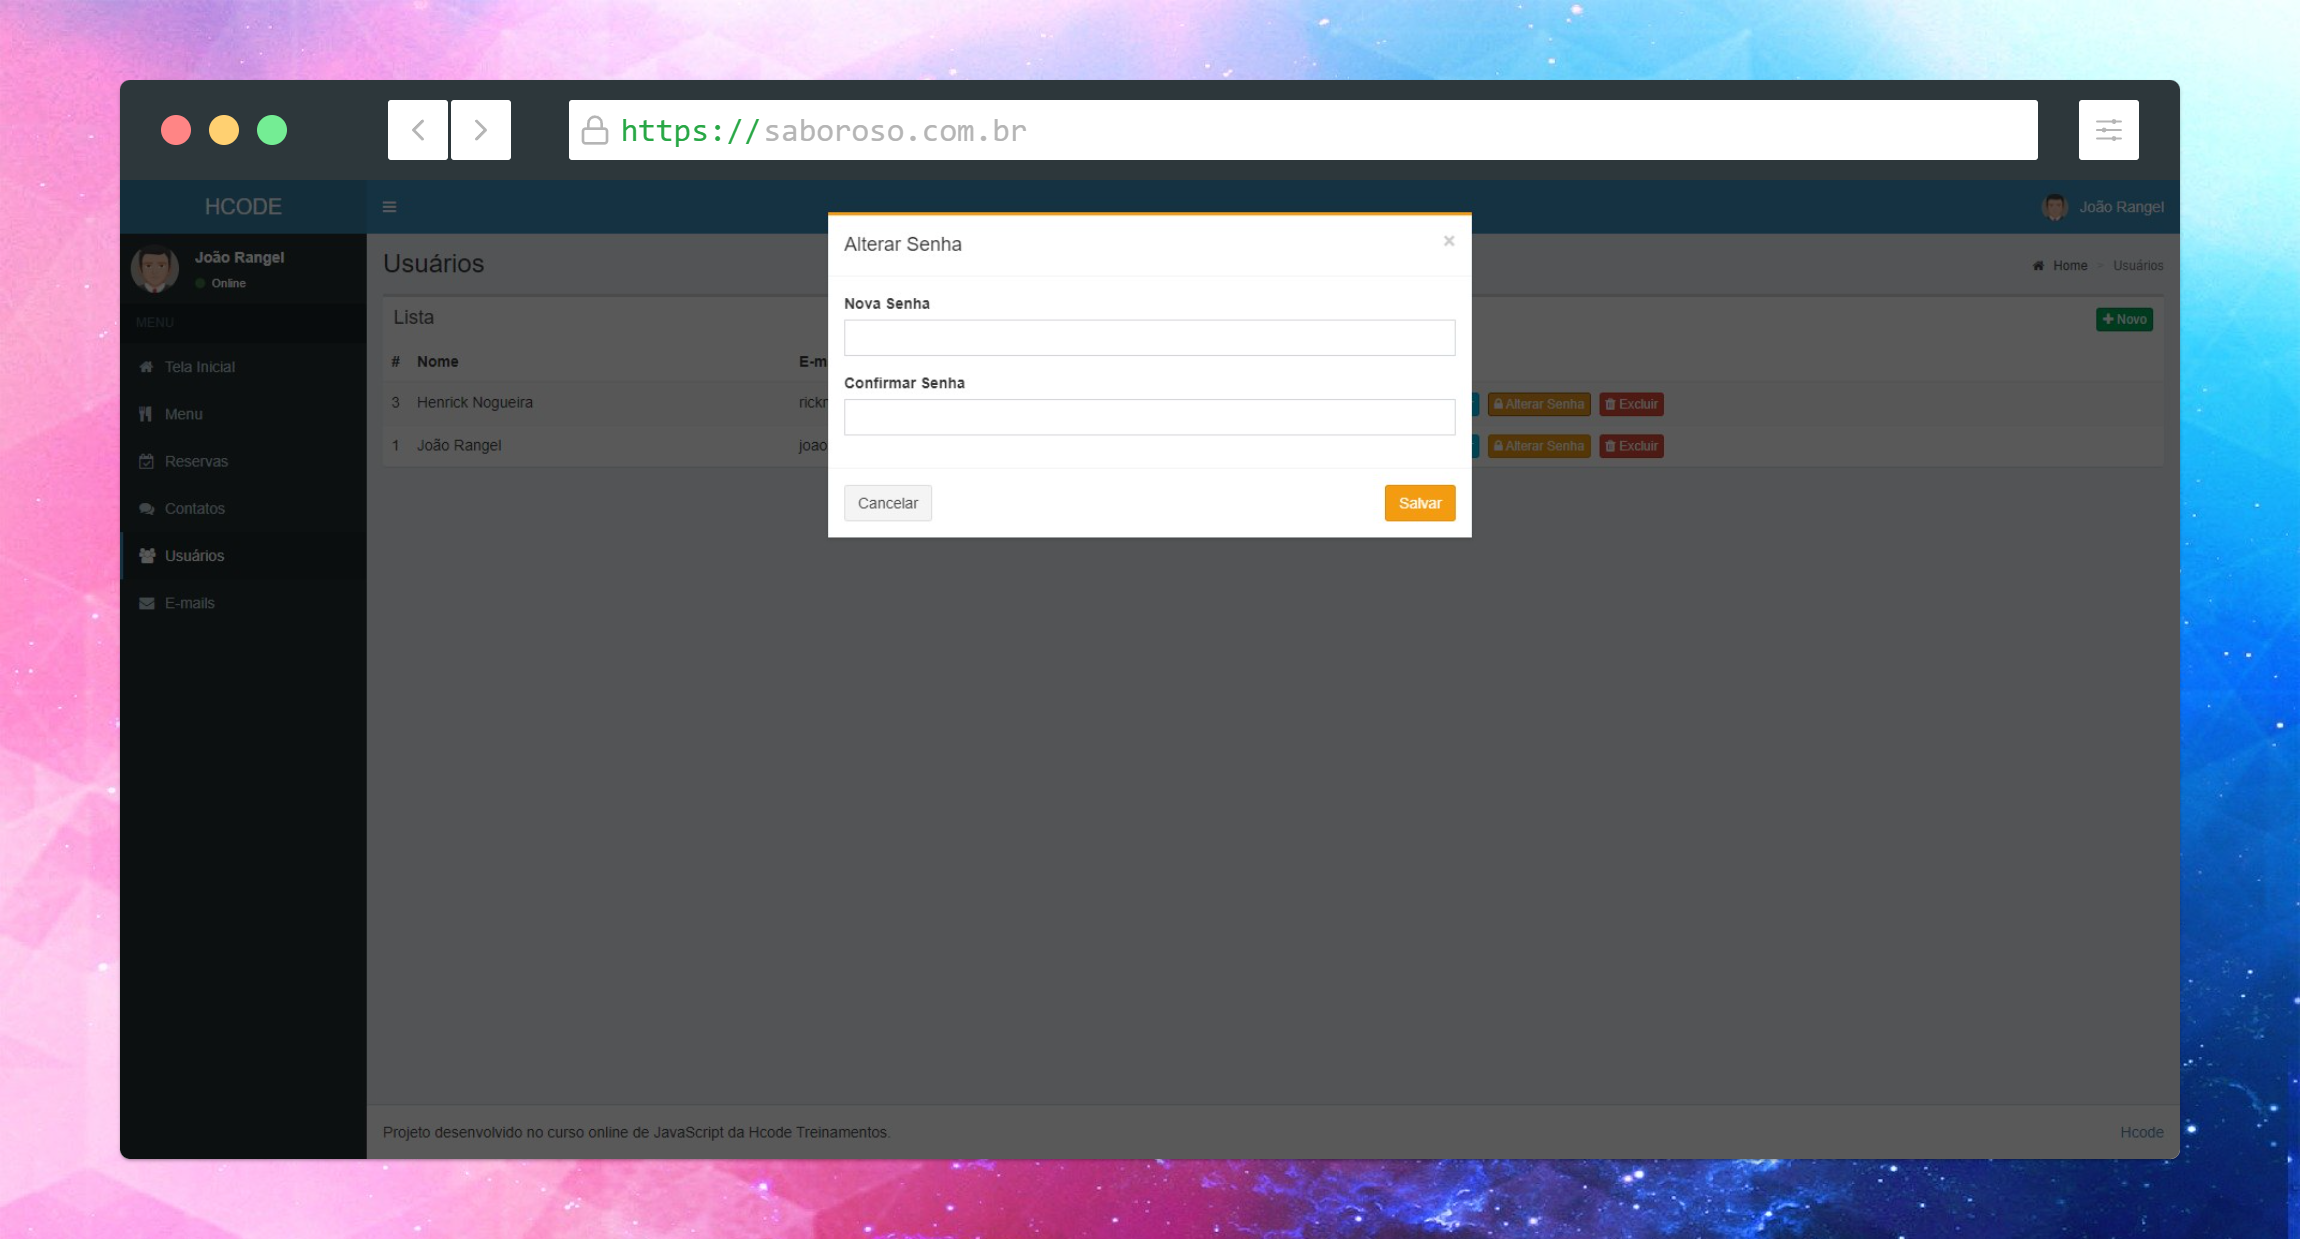 https://saboroso.com.br
HCODE
João Rangel
João Rangel
Online
MENU
Tela Inicial
Menu
Reservas
Contatos
Usuários
E-mails
Usuários
Home > Usuários
Lista
+ Novo
# Nome
3 Henrick Nogueira Alterar Senha Excluir
1 João Rangel Alterar Senha Excluir
Alterar Senha ×
Nova Senha
Confirmar Senha
Cancelar Salvar
Projeto desenvolvido no curso online de JavaScript da Hcode Treinamentos.
Hcode